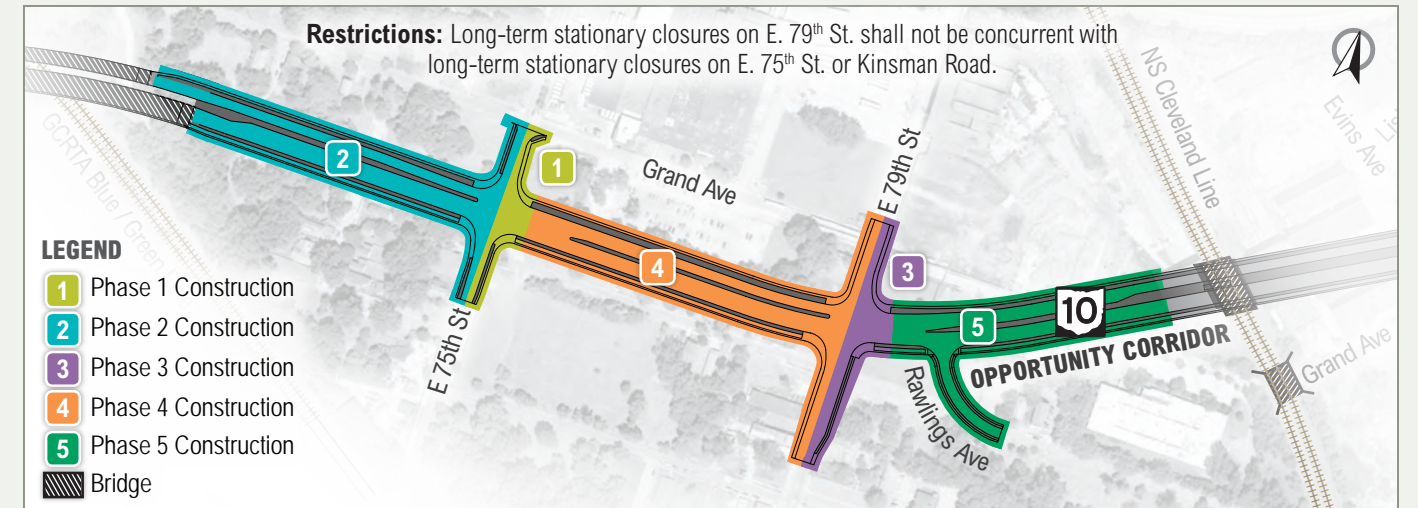 Restrictions: Long-term stationary closures on E. 79th St. shall not be concurrent with
long-term stationary closures on E. 75th St. or Kinsman Road.
NS Cleveland Line
Evins Ave
GCRTA Blue / Green
2
1
Grand Ave
E 79th St
4
3
5
10
OPPORTUNITY CORRIDOR
Grand Ave
E 75th St
Rawlings Ave
LEGEND
1 Phase 1 Construction
2 Phase 2 Construction
3 Phase 3 Construction
4 Phase 4 Construction
5 Phase 5 Construction
Bridge